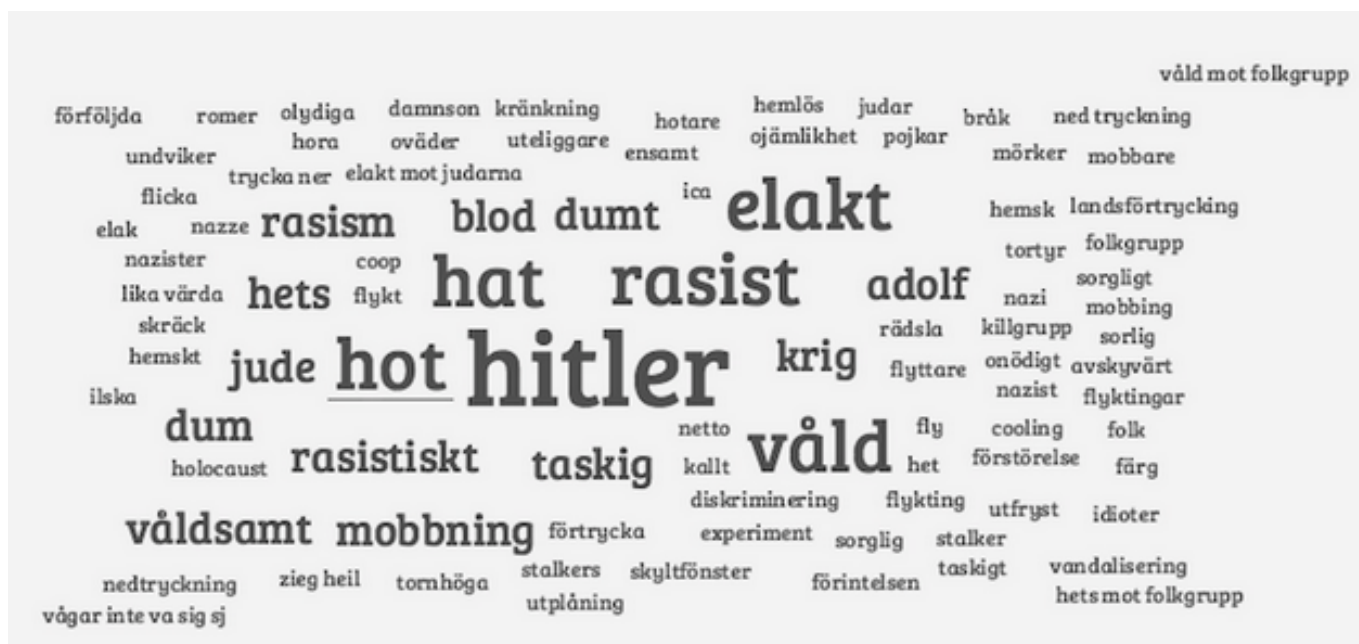 våld mot folkgrupp
förföljda romer olydiga damnson kränkning hotare hemlös judar bråk ned tryckning
hora oväder uteliggare ensamt ojämlikhet pojkar mörker mobbare
undviker trycka ner elakt mot judarna ica elakt
flicka rasism blod dumt hemsk landsförtrycking
elak nazze tortyr folkgrupp
nazister coop hat rasist adolf sorgligt
lika värda hets flykt nazi mobbing
skräck rädsla killgrupp sorlig
hemskt jude hot hitler krig flyttare onödigt avskyvärt
ilska nazist flyktingar
dum netto våld fly cooling folk
holocaust rasistiskt taskig kallt het förstörelse färg
våldsamt mobbning förtrycka diskriminering flykting utfryst idioter
experiment sorglig stalker
nedtryckning zieg heil tornhöga stalkers skyltfönster förintelsen taskigt vandalisering
utplåning hets mot folkgrupp
vågar inte va sig sj